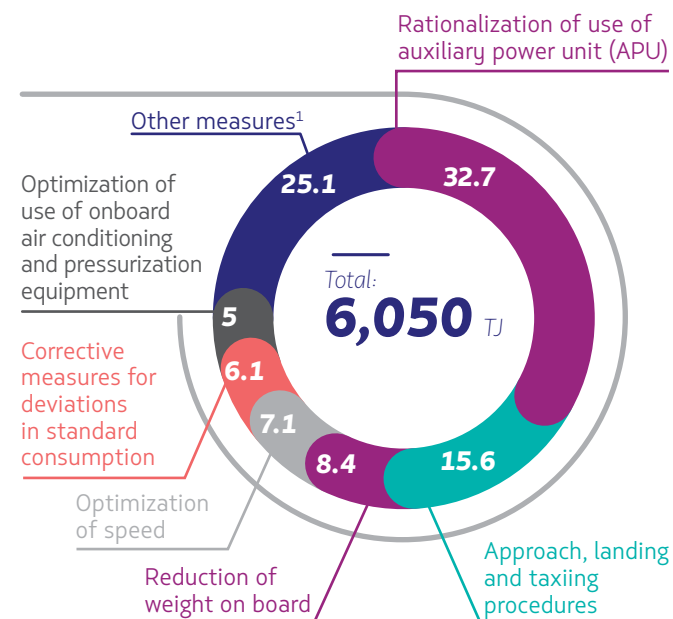 Rationalization of use of
auxiliary power unit (APU)
Other measures¹
25.1
32.7
Optimization of
use of onboard
air conditioning
and pressurization
equipment
Total:
6,050 TJ
5
Corrective
measures for
deviations
in standard
consumption
6.1
7.1
8.4
15.6
Optimization
of speed
Reduction of
weight on board
Approach, landing
and taxiing
procedures